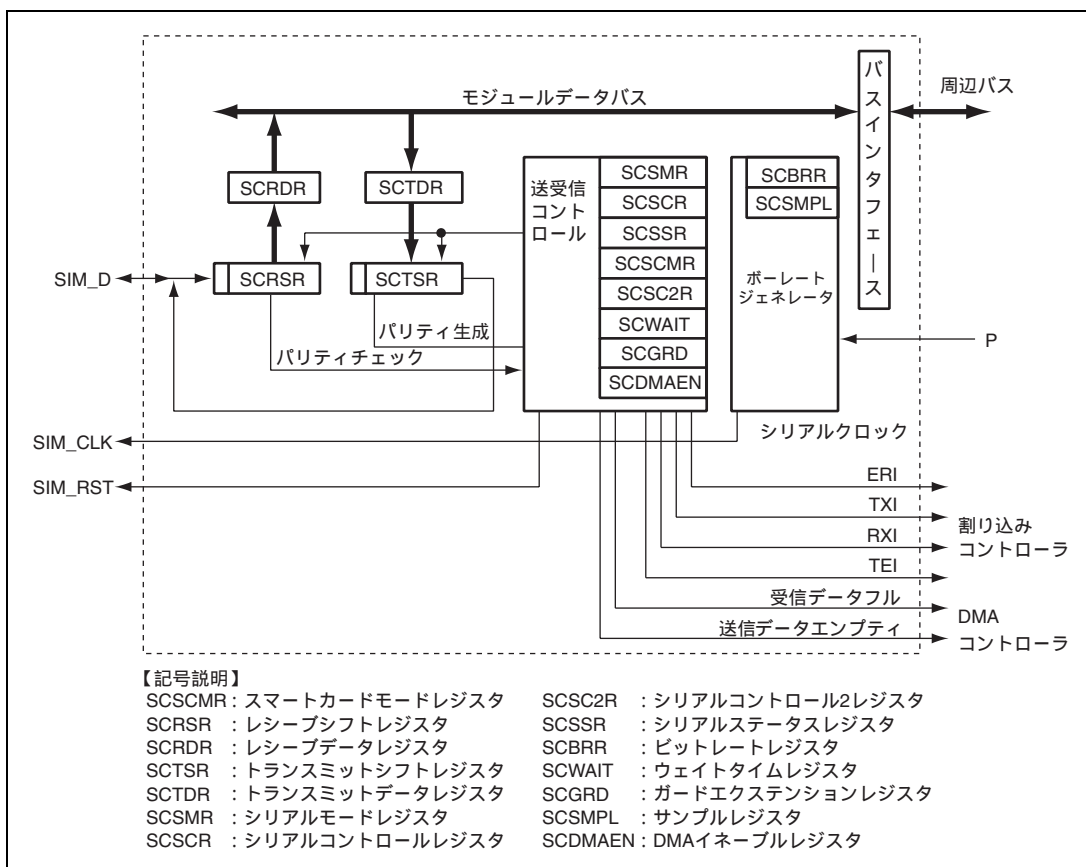 バスインタフェース
周辺バス
モジュールデータバス
SCRDR
SCTDR
送受信
コント
ロール
SCSMR
SCSCR
SCSSR
SCSCMR
SCSC2R
SCWAIT
SCGRD
SCDMAEN
SCBRR
SCSMPL
ボーレート
ジェネレータ
SIM_D
SCRSR
SCTSR
パリティ生成
パリティチェック
P
シリアルクロック
SIM_CLK
SIM_RST
ERI
TXI
RXI
TEI
割り込み
コントローラ
受信データフル
送信データエンプティ
DMA
コントローラ
【記号説明】
SCSCMR : スマートカードモードレジスタ
SCRSR : レシーブシフトレジスタ
SCRDR : レシーブデータレジスタ
SCTSR : トランスミットシフトレジスタ
SCTDR : トランスミットデータレジスタ
SCSMR : シリアルモードレジスタ
SCSCR : シリアルコントロールレジスタ
SCSC2R : シリアルコントロール2レジスタ
SCSSR : シリアルステータスレジスタ
SCBRR : ビットレートレジスタ
SCWAIT : ウェイトタイムレジスタ
SCGRD : ガードエクステンションレジスタ
SCSMPL : サンプルレジスタ
SCDMAEN : DMAイネーブルレジスタ